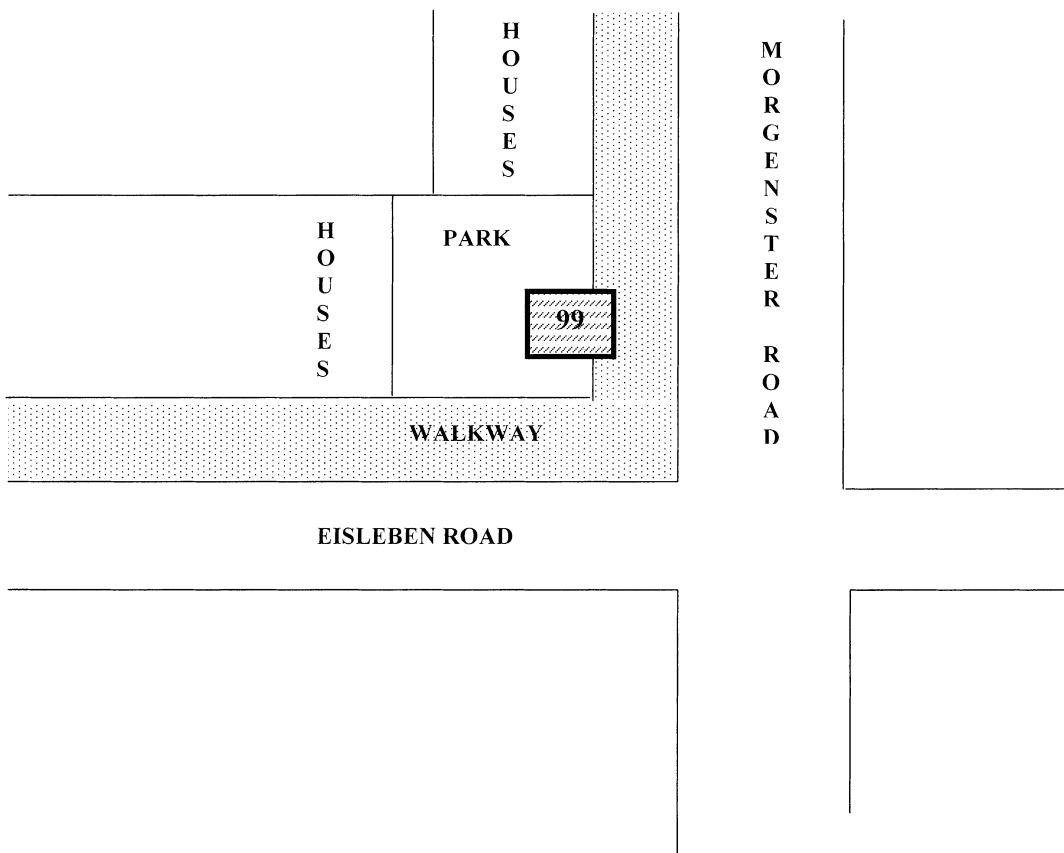 HOUSES
MORGENSTER ROAD
HOUSES
PARK
99
WALKWAY
EISLEBEN ROAD